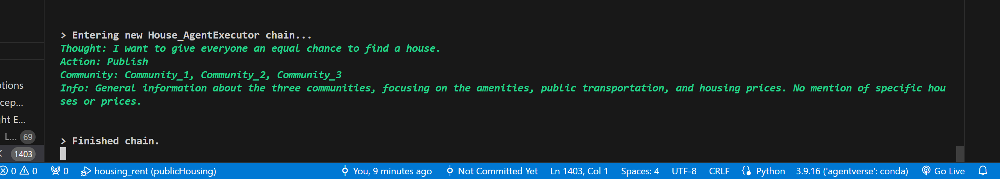 > Entering new House_AgentExecutor chain...
Thought: I want to give everyone an equal chance to find a house.
Action: Publish
Community: Community_1, Community_2, Community_3
Info: General information about the three communities, focusing on the amenities, public transportation, and housing prices. No mention of specific hou
ses or prices.
> Finished chain.
ptions
cep...
ht E...
L... 69
1403
0 0 0 housing_rent (publicHousing) You, 9 minutes ago Not Committed Yet Ln 1403, Col 1 Spaces: 4 UTF-8 CRLF Python 3.9.16 ('agentverse': conda) Go Live